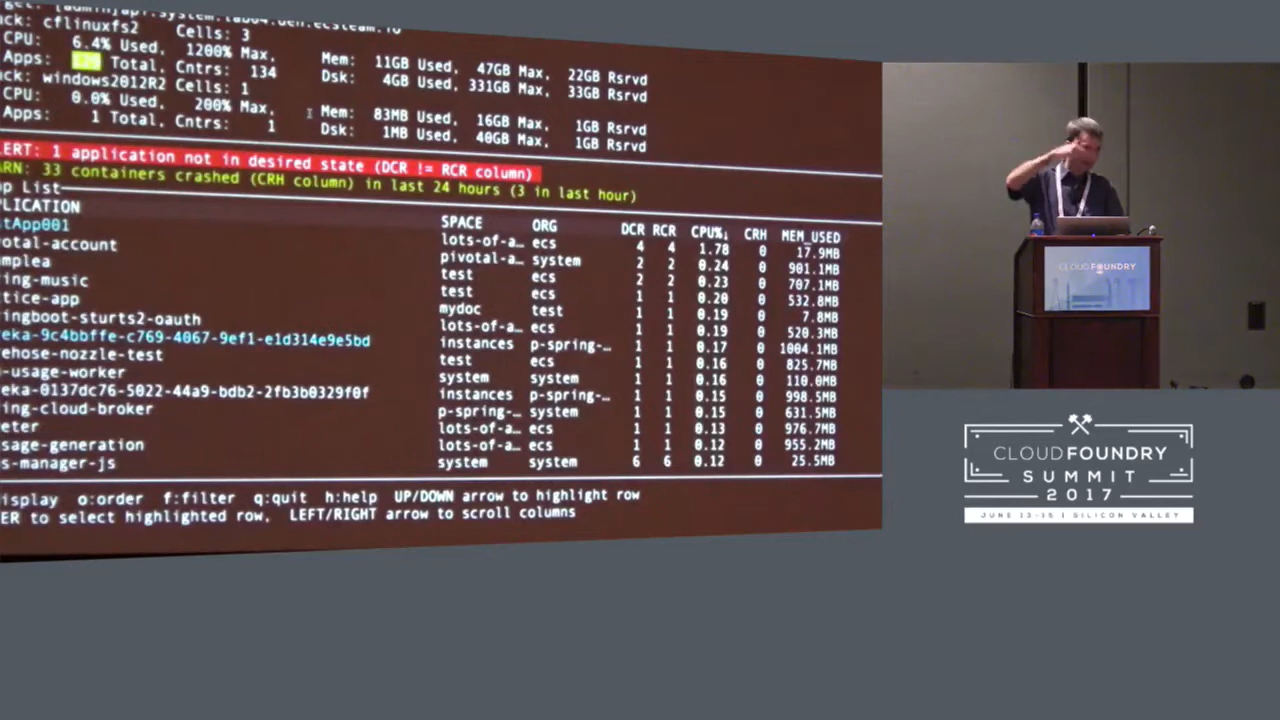 get: [admin]api.system.lab04.den.ecsteam.io
ck: cflinuxfs2 Cells: 3
CPU: 6.4% Used, 1200% Max, Mem: 11GB Used, 47GB Max, 22GB Rsrvd
Apps: Total, Cntrs: 134 Dsk: 4GB Used, 331GB Max, 33GB Rsrvd
ck: windows2012R2 Cells: 1
CPU: 0.0% Used, 200% Max, Mem: 83MB Used, 16GB Max, 1GB Rsrvd
Apps: 1 Total, Cntrs: 1 Dsk: 1MB Used, 40GB Max, 1GB Rsrvd
LERT: 1 application not in desired state (DCR != RCR column)
ARN: 33 containers crashed (CRH column) in last 24 hours (3 in last hour)
p List
PLICATION SPACE ORG DCR RCR CPU%↓ CRH MEM_USED
stApp001 lots-of-a… ecs 4 4 1.78 0 17.9MB
votal-account pivotal-a… system 2 2 0.24 0 901.1MB
mplea test ecs 2 2 0.23 0 707.1MB
ing-music test ecs 1 1 0.20 0 532.8MB
ctice-app mydoc test 1 1 0.19 0 7.8MB
ingboot-sturts2-oauth lots-of-a… ecs 1 1 0.19 0 520.3MB
eka-9c4bbffe-c769-4067-9ef1-e1d314e9e5bd instances p-spring-… 1 1 0.17 0 1004.1MB
ehose-nozzle-test test ecs 1 1 0.16 0 825.7MB
-usage-worker system system 1 1 0.16 0 110.0MB
eka-0137dc76-5022-44a9-bdb2-2fb3b0329f0f instances p-spring-… 1 1 0.15 0 998.5MB
ing-cloud-broker p-spring-… system 1 1 0.15 0 631.5MB
eter lots-of-a… ecs 1 1 0.13 0 976.7MB
sage-generation lots-of-a… ecs 1 1 0.12 0 955.2MB
s-manager-js system system 6 6 0.12 0 25.5MB
isplay o:order f:filter q:quit h:help UP/DOWN arrow to highlight row
ER to select highlighted row, LEFT/RIGHT arrow to scroll columns
CLOUD FOUNDRY
CLOUD FOUNDRY
SUMMIT
2017
JUNE 13-15 | SILICON VALLEY